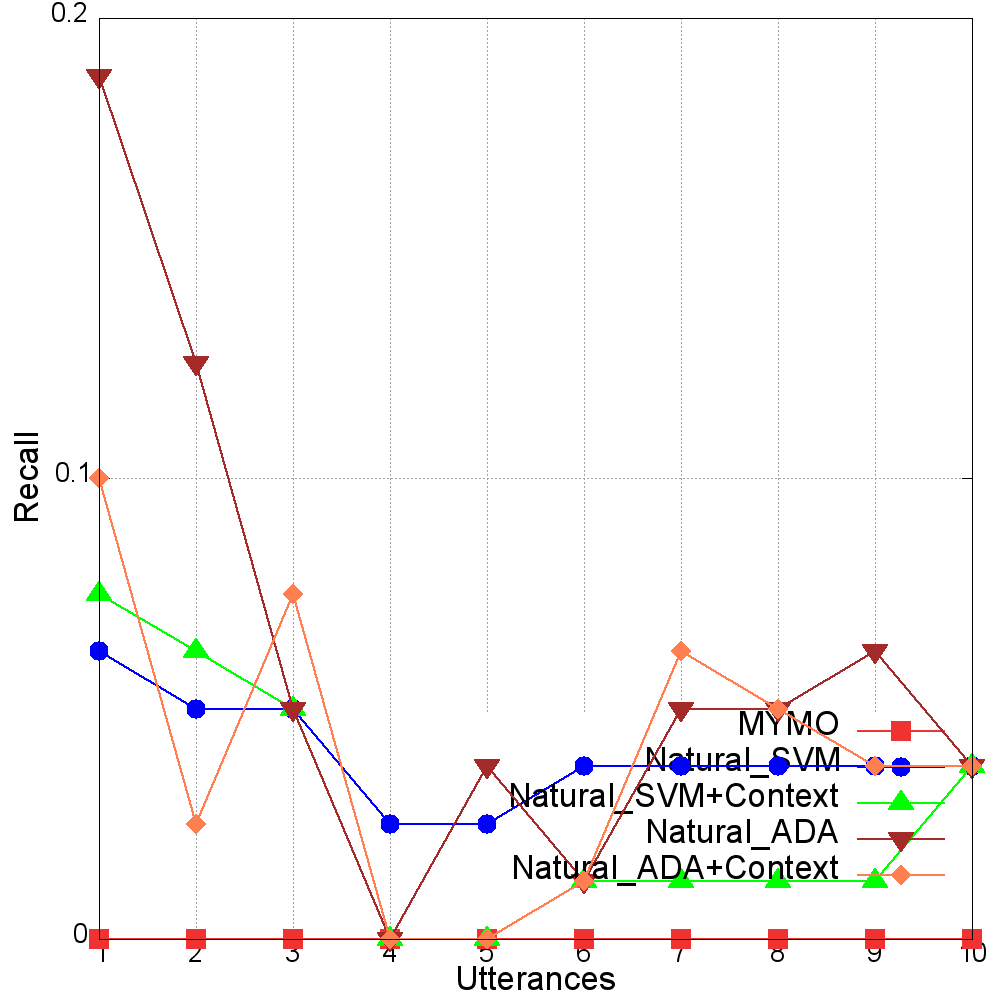 0.2
0.1
0
Recall
MYMO
Natural_SVM
Natural_SVM+Context
Natural_ADA
Natural_ADA+Context
1 2 3 4 5 6 7 8 9 10
Utterances